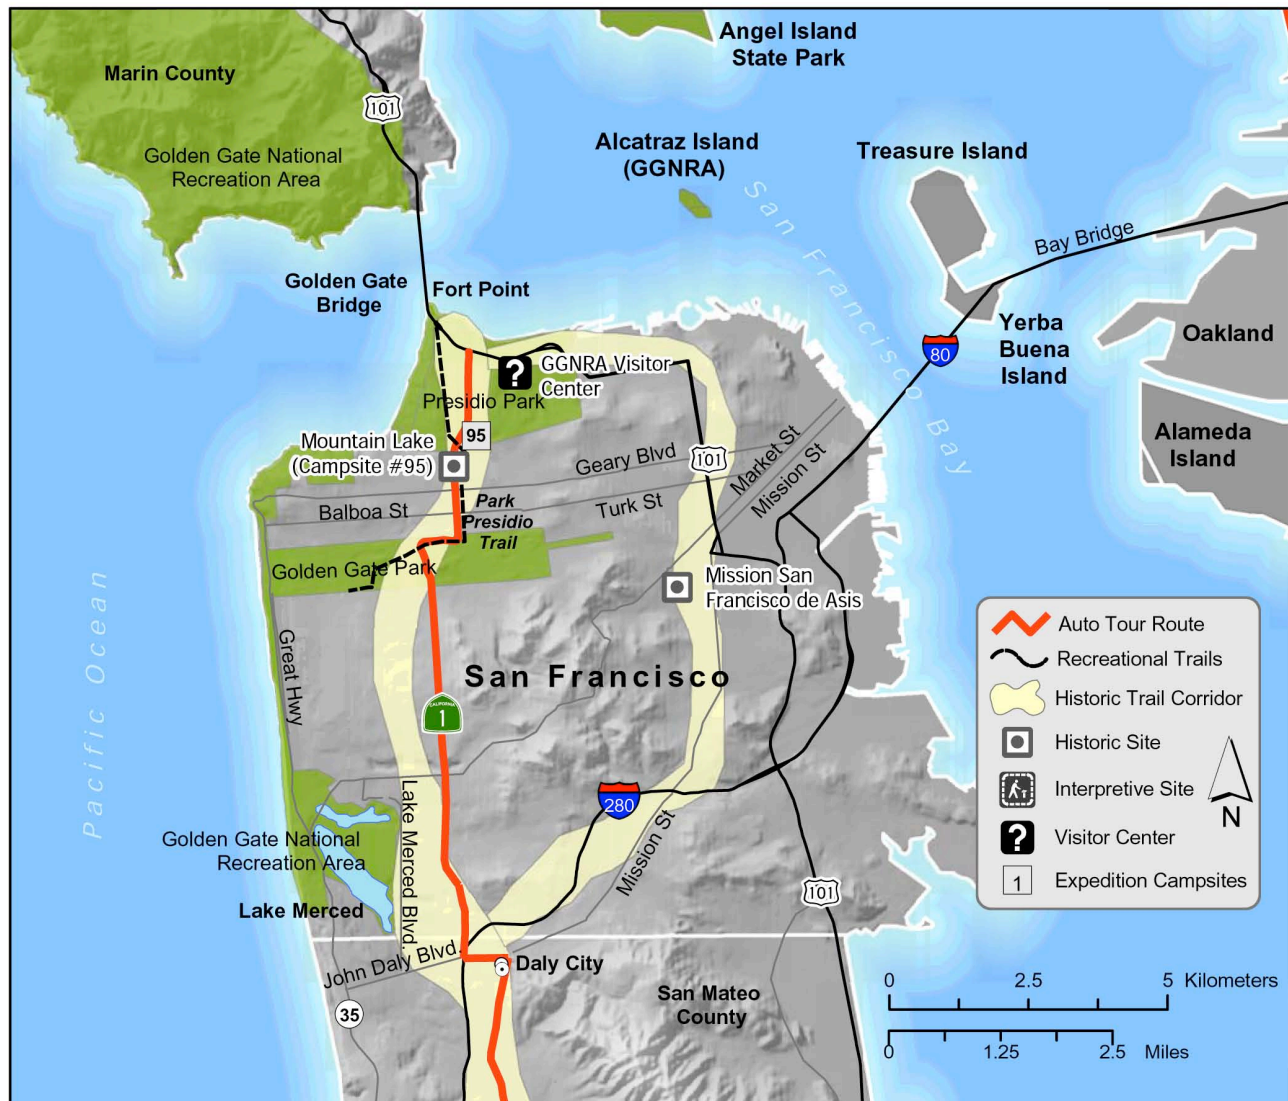 Angel Island
State Park
Marin County
101
Golden Gate National
Recreation Area
Alcatraz Island
(GGNRA)
Treasure Island
San Francisco Bay
Bay Bridge
Golden Gate
Bridge
Fort Point
Yerba
Buena
Island
Oakland
80
GGNRA Visitor
Center
?
Presidio Park
95
Mountain Lake
(Campsite #95)
Geary Blvd
101
Market St
Mission St
Alameda
Island
Balboa St
Park
Presidio
Trail
Turk St
Golden Gate Park
Mission San
Francisco de Asis
Pacific Ocean
Great Hwy
San Francisco
CALIFORNIA
1
Lake Merced Blvd.
280
Mission St
Golden Gate National
Recreation Area
Lake Merced
101
John Daly Blvd.
Daly City
35
San Mateo
County
Auto Tour Route
Recreational Trails
Historic Trail Corridor
Historic Site
Interpretive Site
? Visitor Center
1 Expedition Campsites
N
0 2.5 5 Kilometers
0 1.25 2.5 Miles